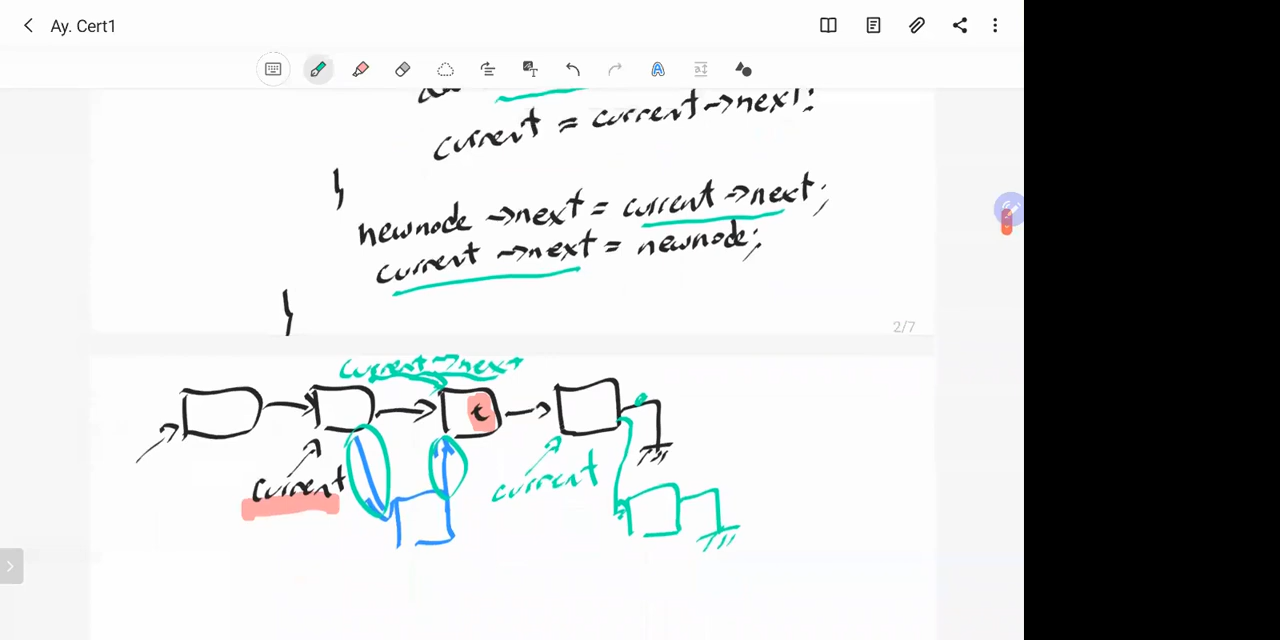 Ay. Cert1
current = current->next;
}
newnode ->next = current ->next;
current ->next = newnode;
}
2/7
current->next
t
current
current